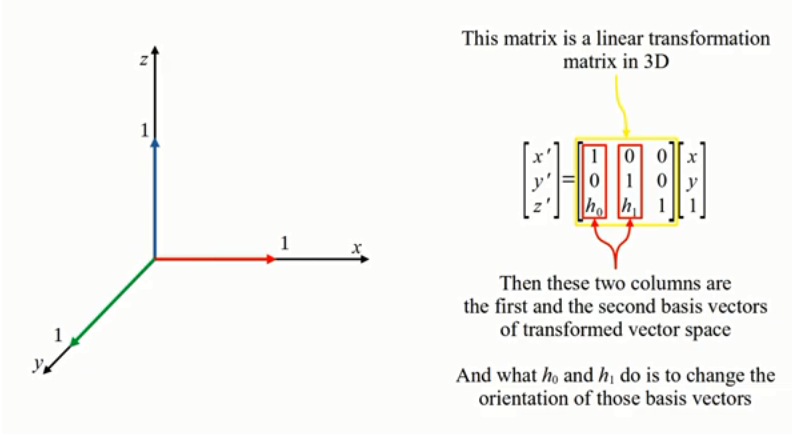 This matrix is a linear transformation
matrix in 3D
z
1
1
x
1
y
[x'] [1 0 0] [x]
[y'] = [0 1 0] [y]
[z'] [h₀ h₁ 1] [1]
Then these two columns are
the first and the second basis vectors
of transformed vector space
And what h₀ and h₁ do is to change the
orientation of those basis vectors